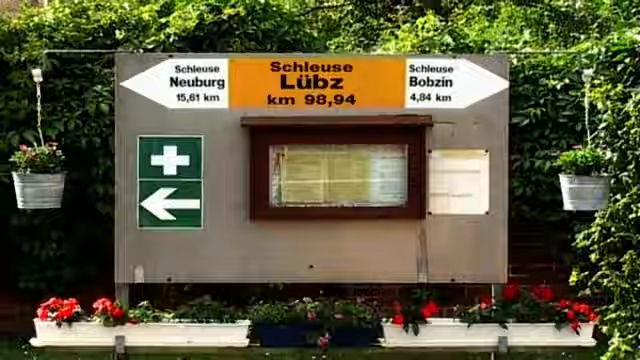 Schleuse
Neuburg
15,61 km
Schleuse
Lübz
km 98,94
Schleuse
Bobzin
4,84 km